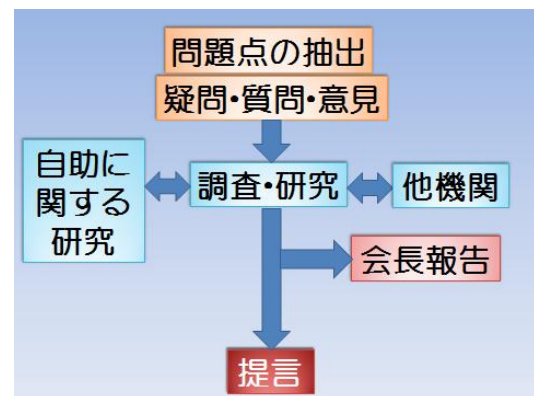 問題点の抽出
疑問・質問・意見
自助に
関する
研究
調査・研究
他機関
会長報告
提言